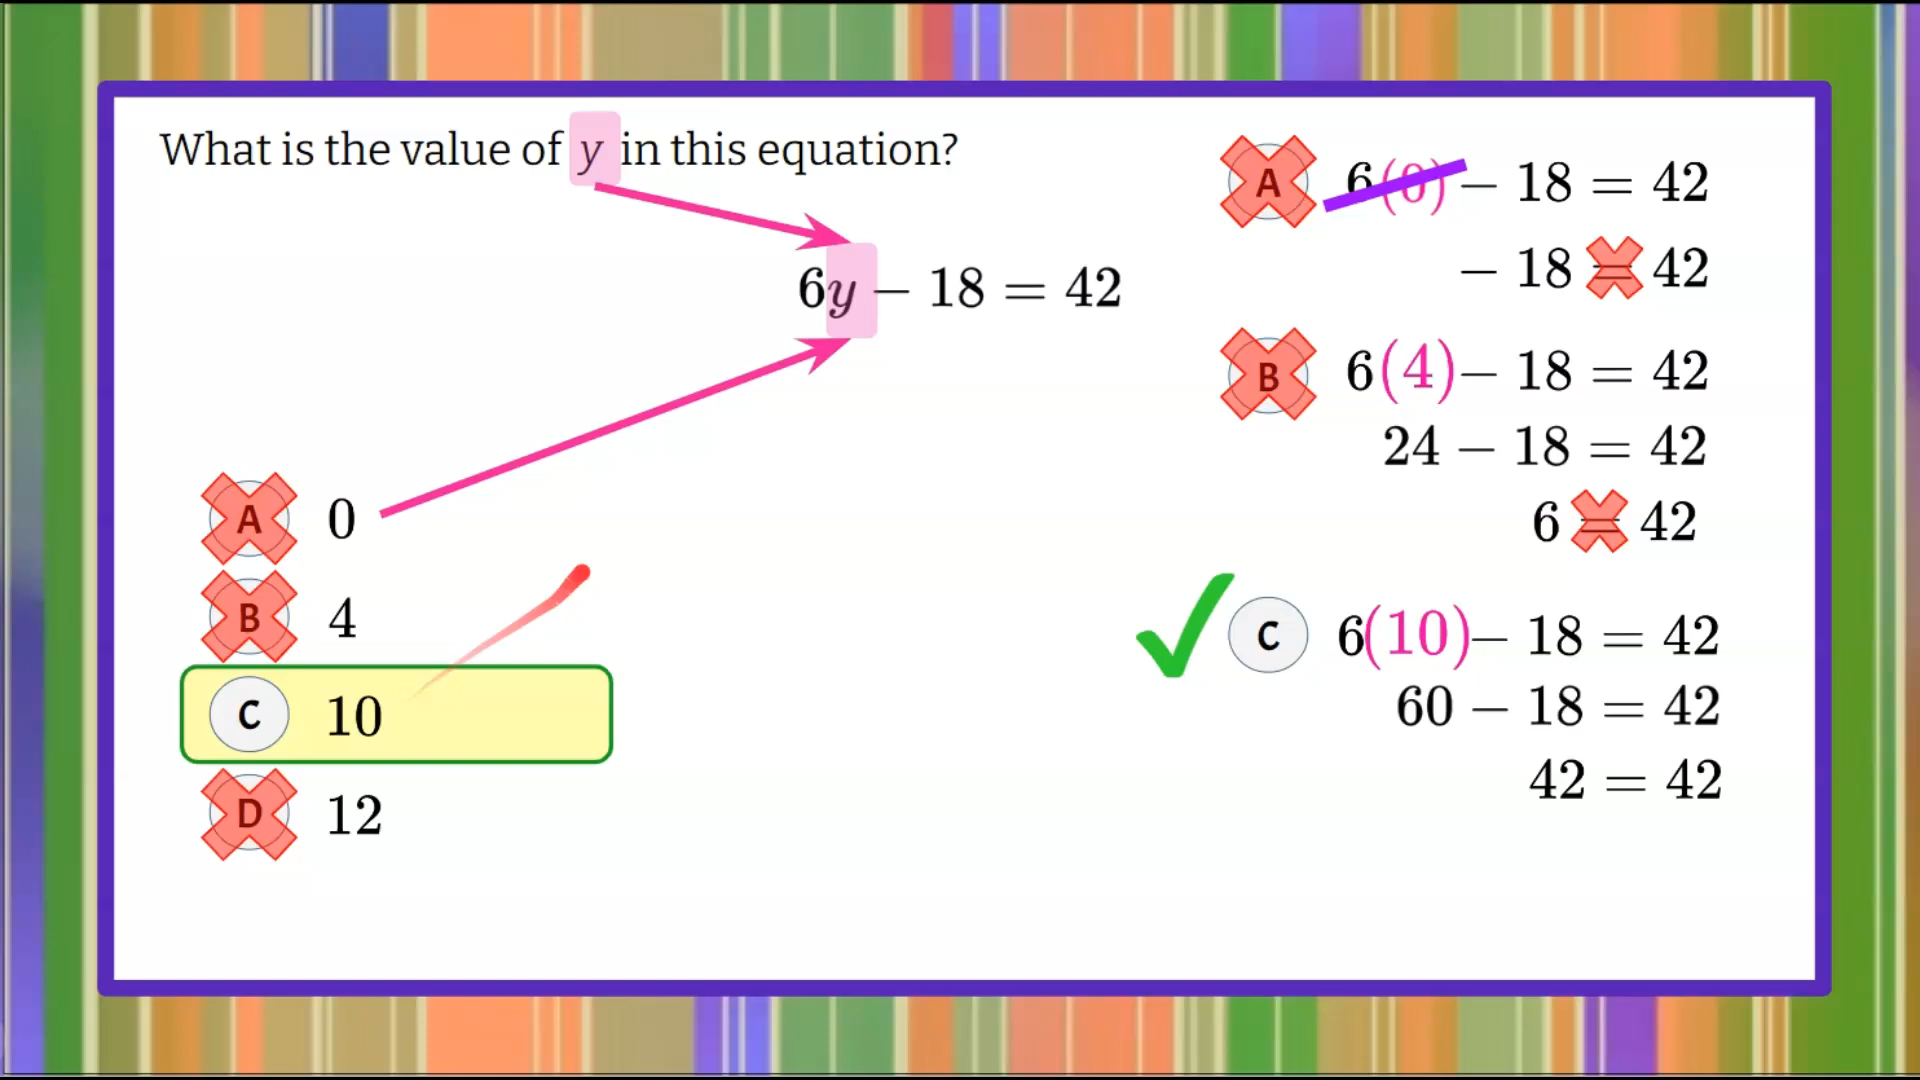 What is the value of y in this equation?
6y − 18 = 42
A 0
B 4
C 10
D 12
A 6(0) − 18 = 42
− 18 = 42
B 6(4) − 18 = 42
24 − 18 = 42
6 = 42
C 6(10) − 18 = 42
60 − 18 = 42
42 = 42